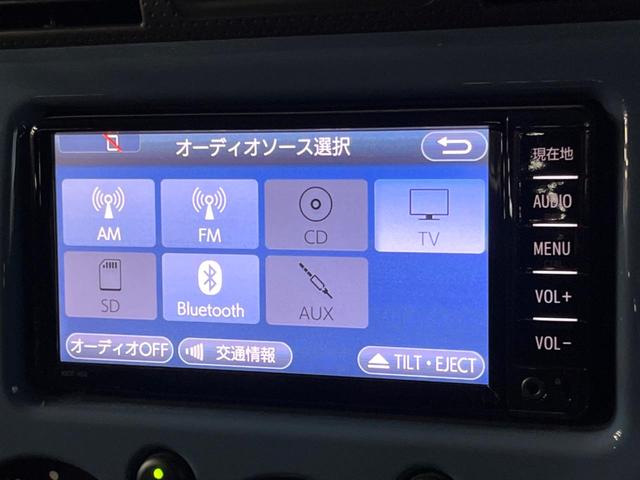 オーディオソース選択
現在地
AUDIO
AM
FM
CD
TV
MENU
SD
Bluetooth
AUX
VOL+
オーディオOFF
交通情報
TILT・EJECT
VOL-